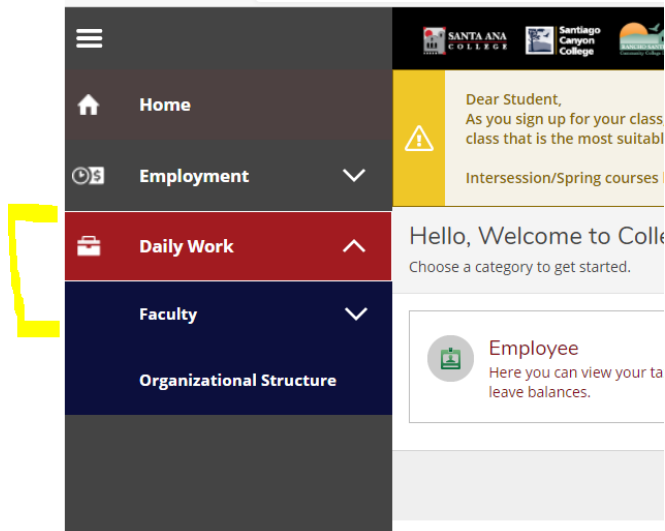 SANTA ANA
COLLEGE
Santiago
Canyon
College
Home
Employment
Daily Work
Faculty
Organizational Structure
Dear Student,
As you sign up for your class,
class that is the most suitabl
Intersession/Spring courses
Hello, Welcome to Colle
Choose a category to get started.
Employee
Here you can view your ta
leave balances.